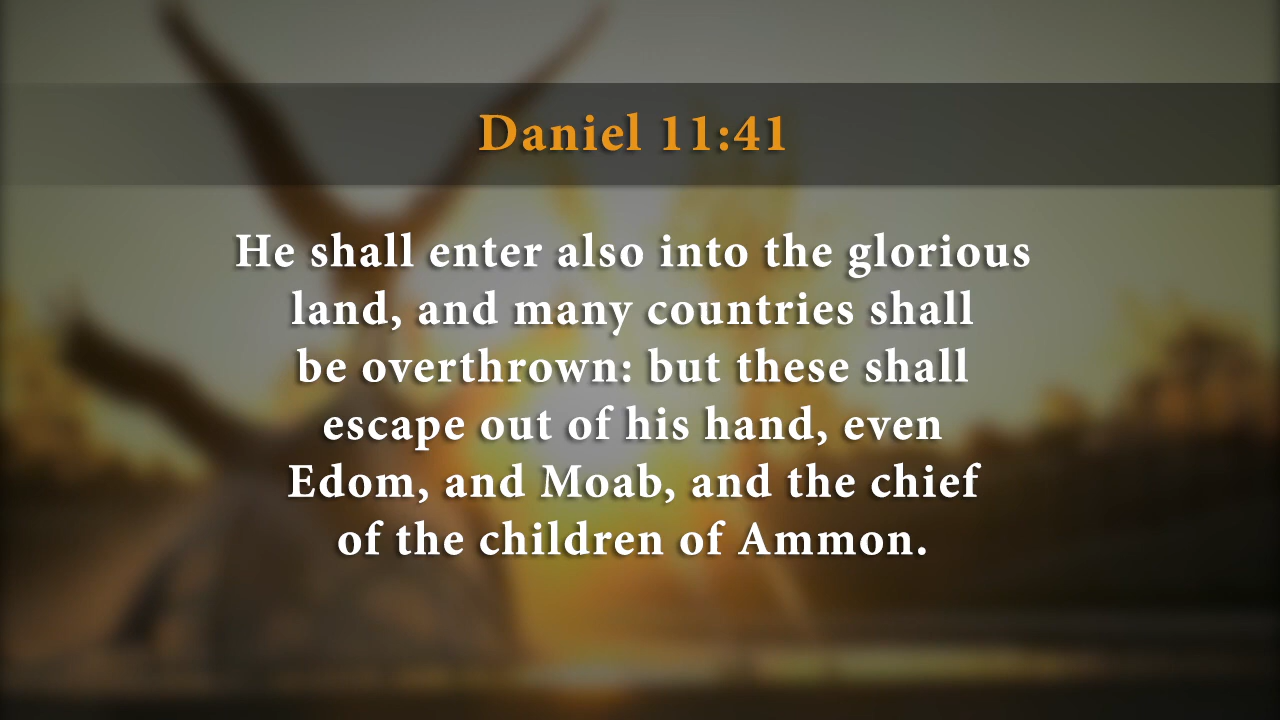 Daniel 11:41
He shall enter also into the glorious
land, and many countries shall
be overthrown: but these shall
escape out of his hand, even
Edom, and Moab, and the chief
of the children of Ammon.